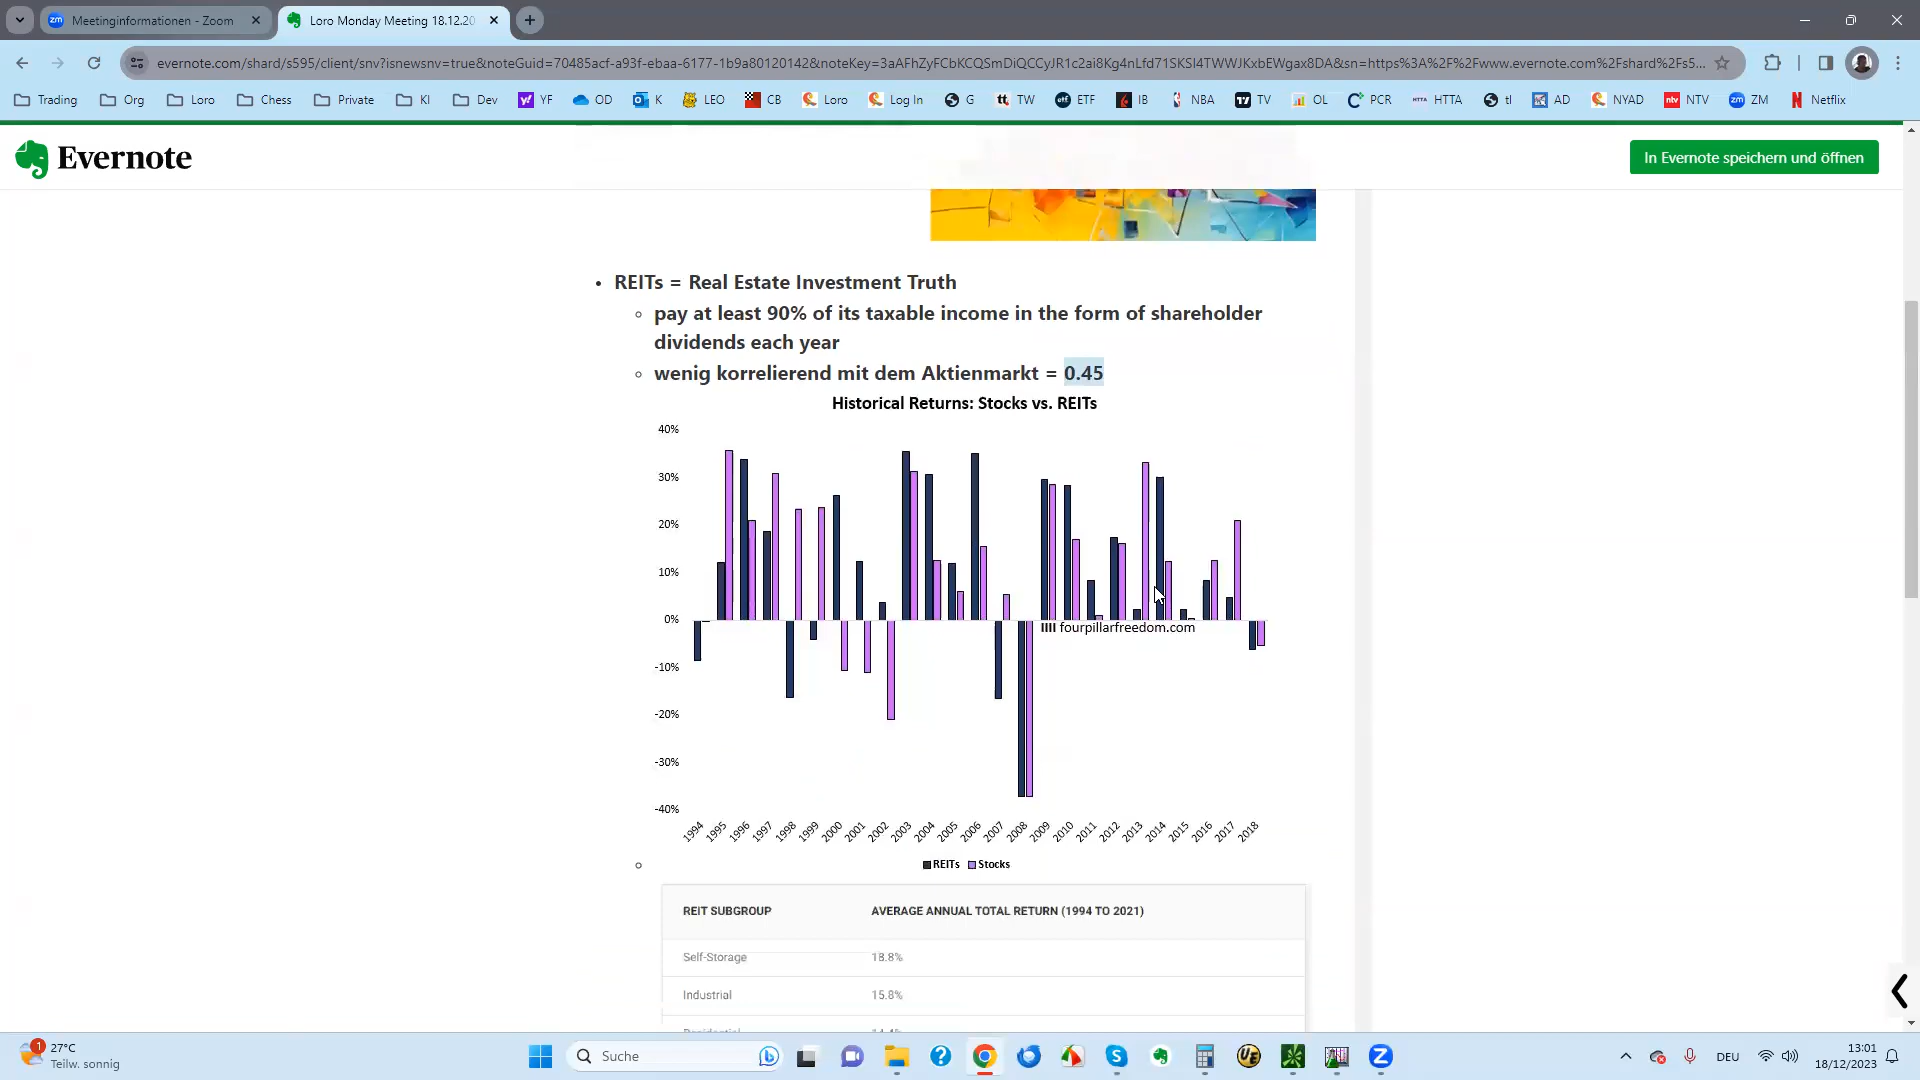 Meetinginformationen - Zoom
Loro Monday Meeting 18.12.20
evernote.com/shard/s595/client/snv?isnewsnv=true&noteGuid=70485acf-a93f-ebaa-6177-1b9a80120142&noteKey=3aAFhZyFCbKCQSmDiQCCyJR1c2ai8Kg4nLfd71SKSl4TWWJKxbEWgax8DA&sn=https%3A%2F%2Fwww.evernote.com%2Fshard%2Fs5...
Trading Org Loro Chess Private KI Dev YF OD K LEO CB Loro Log In G TW ETF IB NBA TV OL PCR HTTA tl AD NYAD NTV ZM Netflix
Evernote
In Evernote speichern und öffnen
REITs = Real Estate Investment Truth
pay at least 90% of its taxable income in the form of shareholder
dividends each year
wenig korrelierend mit dem Aktienmarkt = 0.45
Historical Returns: Stocks vs. REITs
40%
30%
20%
10%
0%
fourpillarfreedom.com
-10%
-20%
-30%
-40%
1994 1995 1996 1997 1998 1999 2000 2001 2002 2003 2004 2005 2006 2007 2008 2009 2010 2011 2012 2013 2014 2015 2016 2017 2018
REITs Stocks
REIT SUBGROUP AVERAGE ANNUAL TOTAL RETURN (1994 TO 2021)
Self-Storage 18.8%
Industrial 15.8%
27°C
Teilw. sonnig
Suche
DEU
13:01
18/12/2023